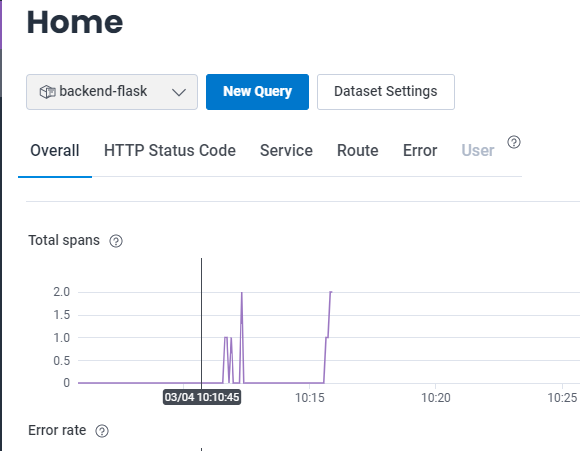 Home
backend-flask
New Query
Dataset Settings
Overall
HTTP Status Code
Service
Route
Error
User
?
Total spans ?
2.0
1.5
1.0
0.5
0
03/04 10:10:45
10:15
10:20
10:25
Error rate ?